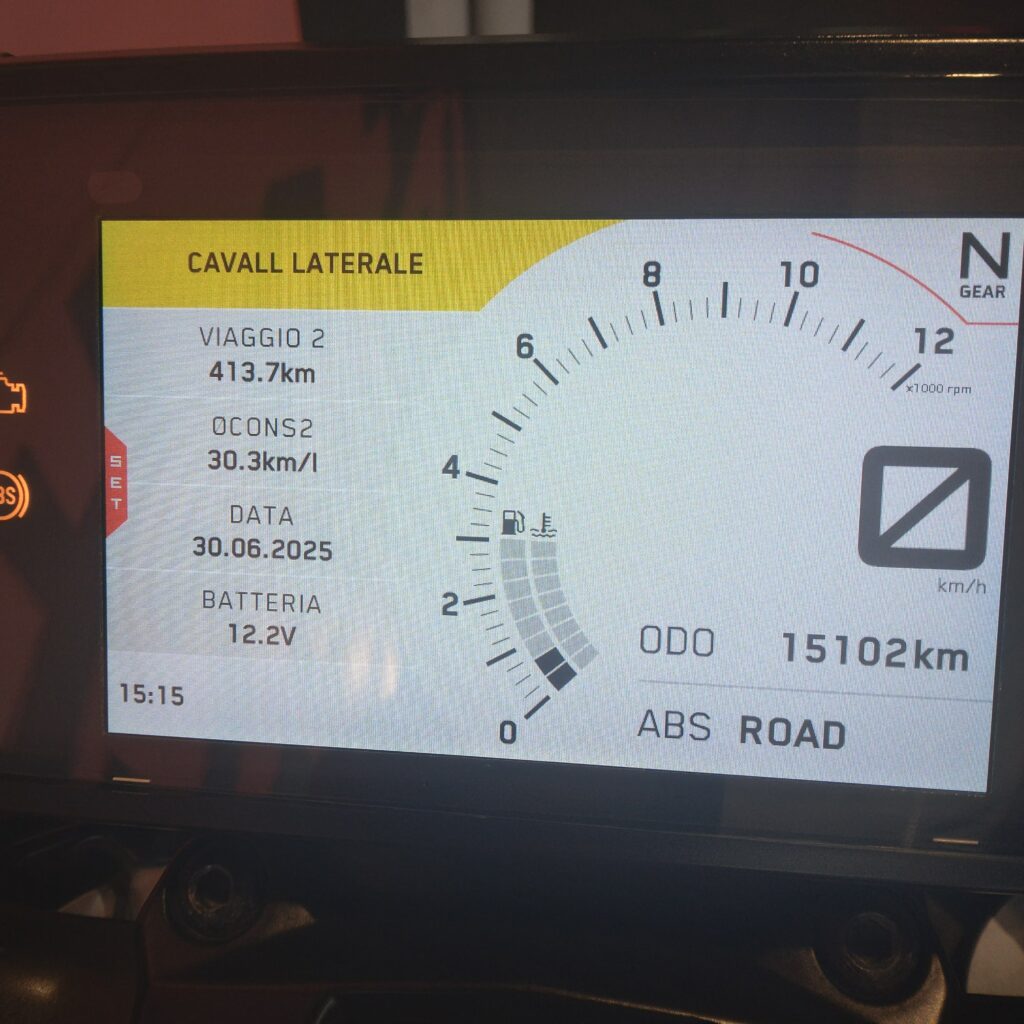 CAVALL LATERALE
VIAGGIO 2
413.7km
ØCONS2
30.3km/l
DATA
30.06.2025
BATTERIA
12.2V
15:15
SET
0
2
4
6
8
10
12
x1000 rpm
N
GEAR
0
km/h
ODO 15102km
ABS ROAD